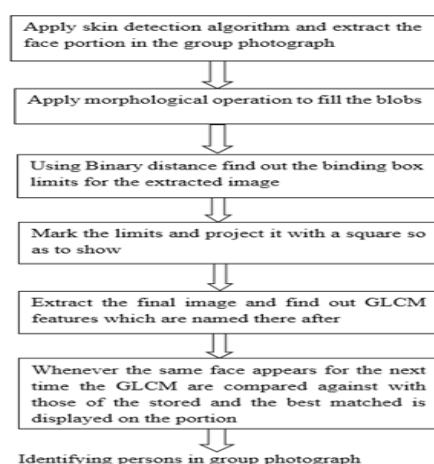 Apply skin detection algorithm and extract the
face portion in the group photograph
Apply morphological operation to fill the blobs
Using Binary distance find out the binding box
limits for the extracted image
Mark the limits and project it with a square so
as to show
Extract the final image and find out GLCM
features which are named there after
Whenever the same face appears for the next
time the GLCM are compared against with
those of the stored and the best matched is
displayed on the portion
Identifying persons in group photograph